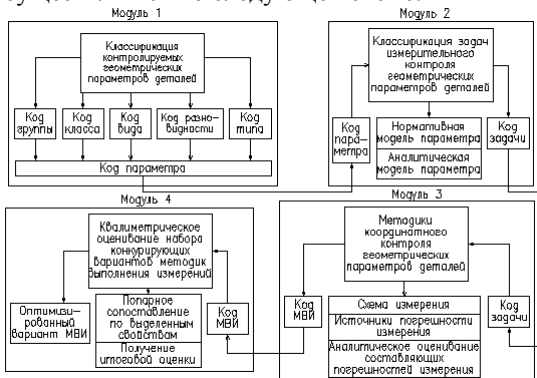 Модуль 1
Классификация
контролируемых
геометрических
параметров деталей
Код
группы
Код
класса
Код
вида
Код разно-
видности
Код
типа
Код параметра
Модуль 2
Классификация задач
измерительного
контроля
геометрических
параметров деталей
Код
пара-
метра
Нормативная
модель параметра
Аналитическая
модель параметра
Код
задачи
Модуль 4
Квалиметрическое
оценивание набора
конкурирующих
вариантов методик
выполнения измерений
Оптимизи-
рованный
вариант МВИ
Попарное
сопоставление
по выделенным
свойствам
Получение
итоговой оценки
Код
МВИ
Модуль 3
Методики
координатного
контроля
геометрических
параметров деталей
Код
МВИ
Схема измерения
Источники погрешности
измерения
Аналитическое оценивание
составляющих
погрешностей измерения
Код
задачи